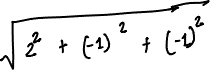 √(2² + (-1)² + (-1)²)